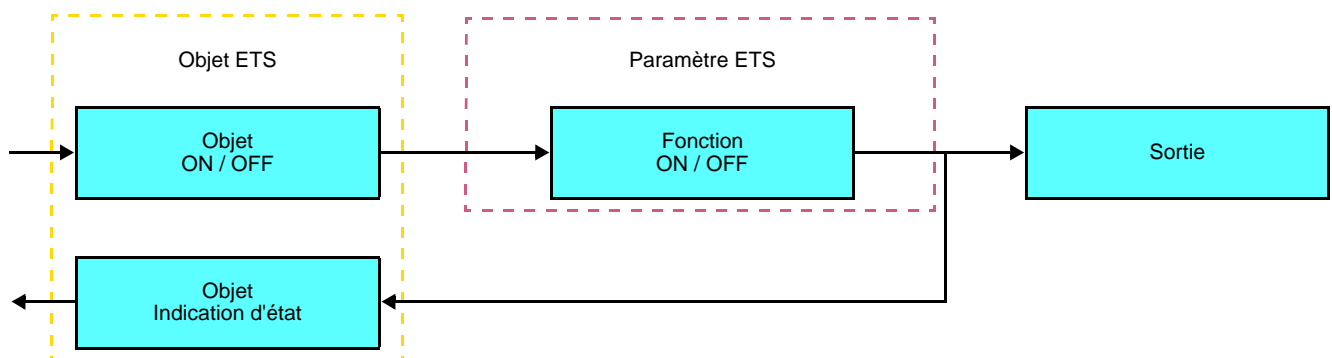 Objet ETS
Paramètre ETS
Objet
ON / OFF
Fonction
ON / OFF
Sortie
Objet
Indication d'état